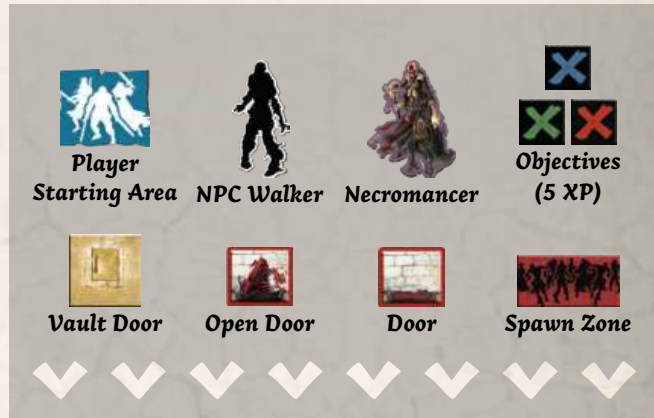 Player
Starting Area
NPC Walker
Necromancer
Objectives
(5 XP)
Vault Door
Open Door
Door
Spawn Zone